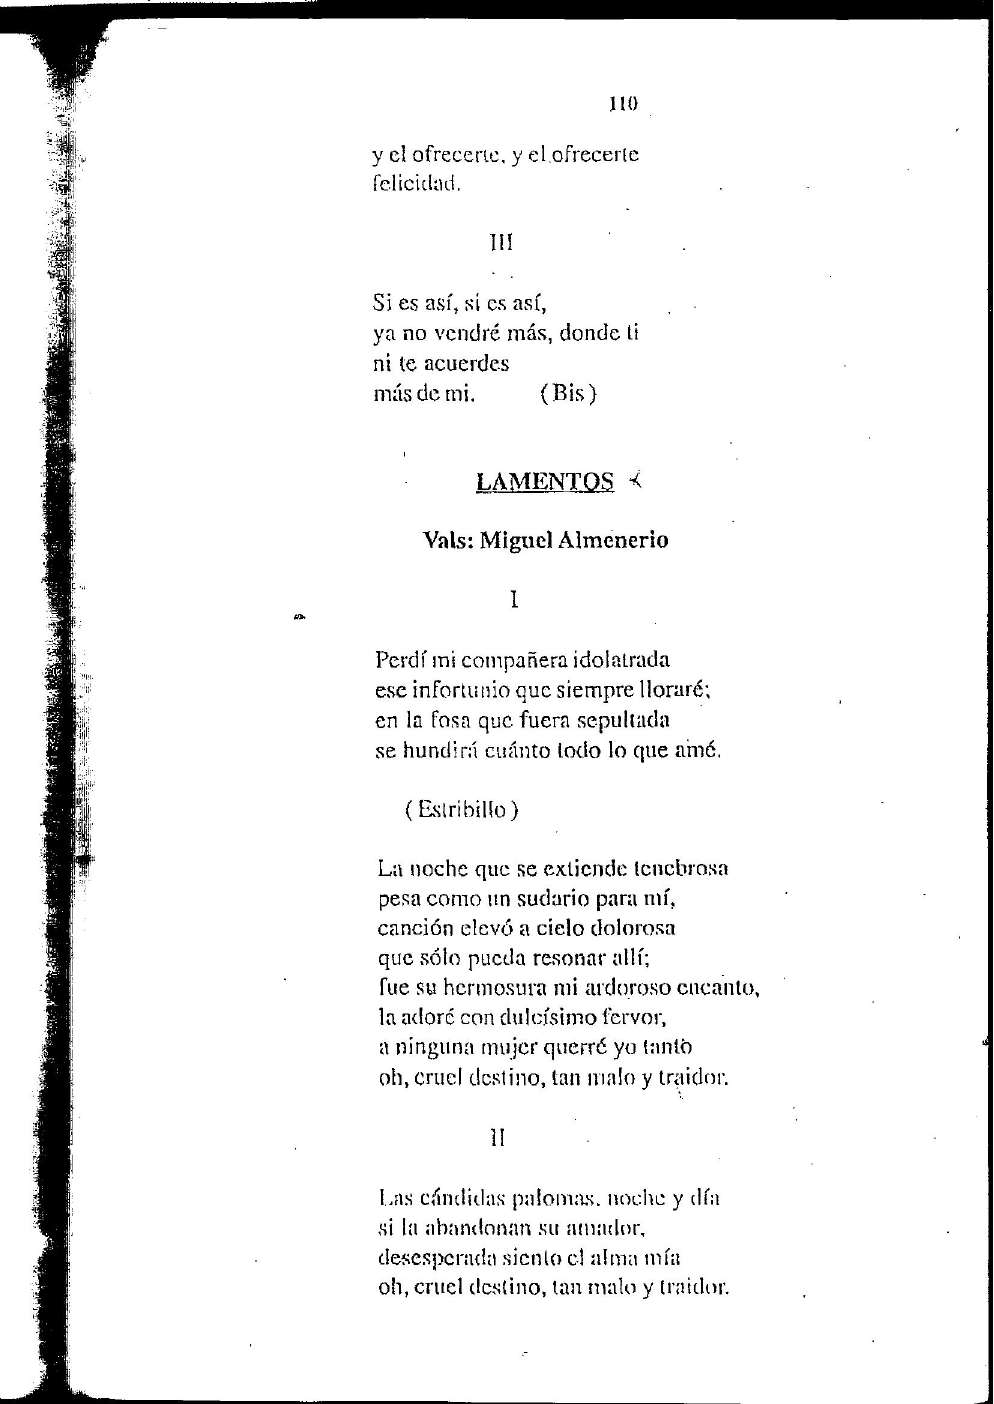 110
y el ofrecerte, y el ofrecerte
felicidad.
III
Si es así, si es así,
ya no vendré más, donde ti
ni te acuerdes
más de mi. (Bis)
LAMENTOS
Vals: Miguel Almenerio
I
Perdí mi compañera idolatrada
ese infortunio que siempre lloraré;
en la fosa que fuera sepultada
se hundirá cuánto todo lo que amé.
(Estribillo)
La noche que se extiende tenebrosa
pesa como un sudario para mí,
canción elevó a cielo dolorosa
que sólo pueda resonar allí;
fue su hermosura mi ardoroso encanto,
la adoré con dulcísimo fervor,
a ninguna mujer querré yo tanto
oh, cruel destino, tan malo y traidor.
II
Las cándidas palomas, noche y día
si la abandonan su amador,
desesperada siento el alma mía
oh, cruel destino, tan malo y traidor.